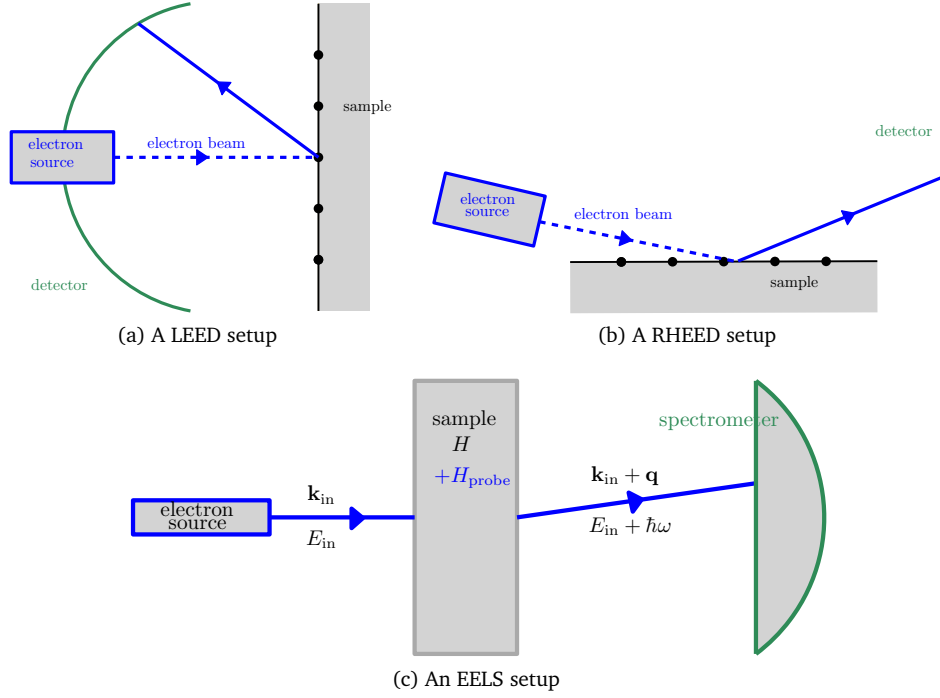 electron
source
electron beam
sample
detector
(a) A LEED setup
detector
electron
source
electron beam
sample
(b) A RHEED setup
electron
source
k_in
E_in
sample
H
+H_probe
k_in + q
E_in + ħω
spectrometer
(c) An EELS setup